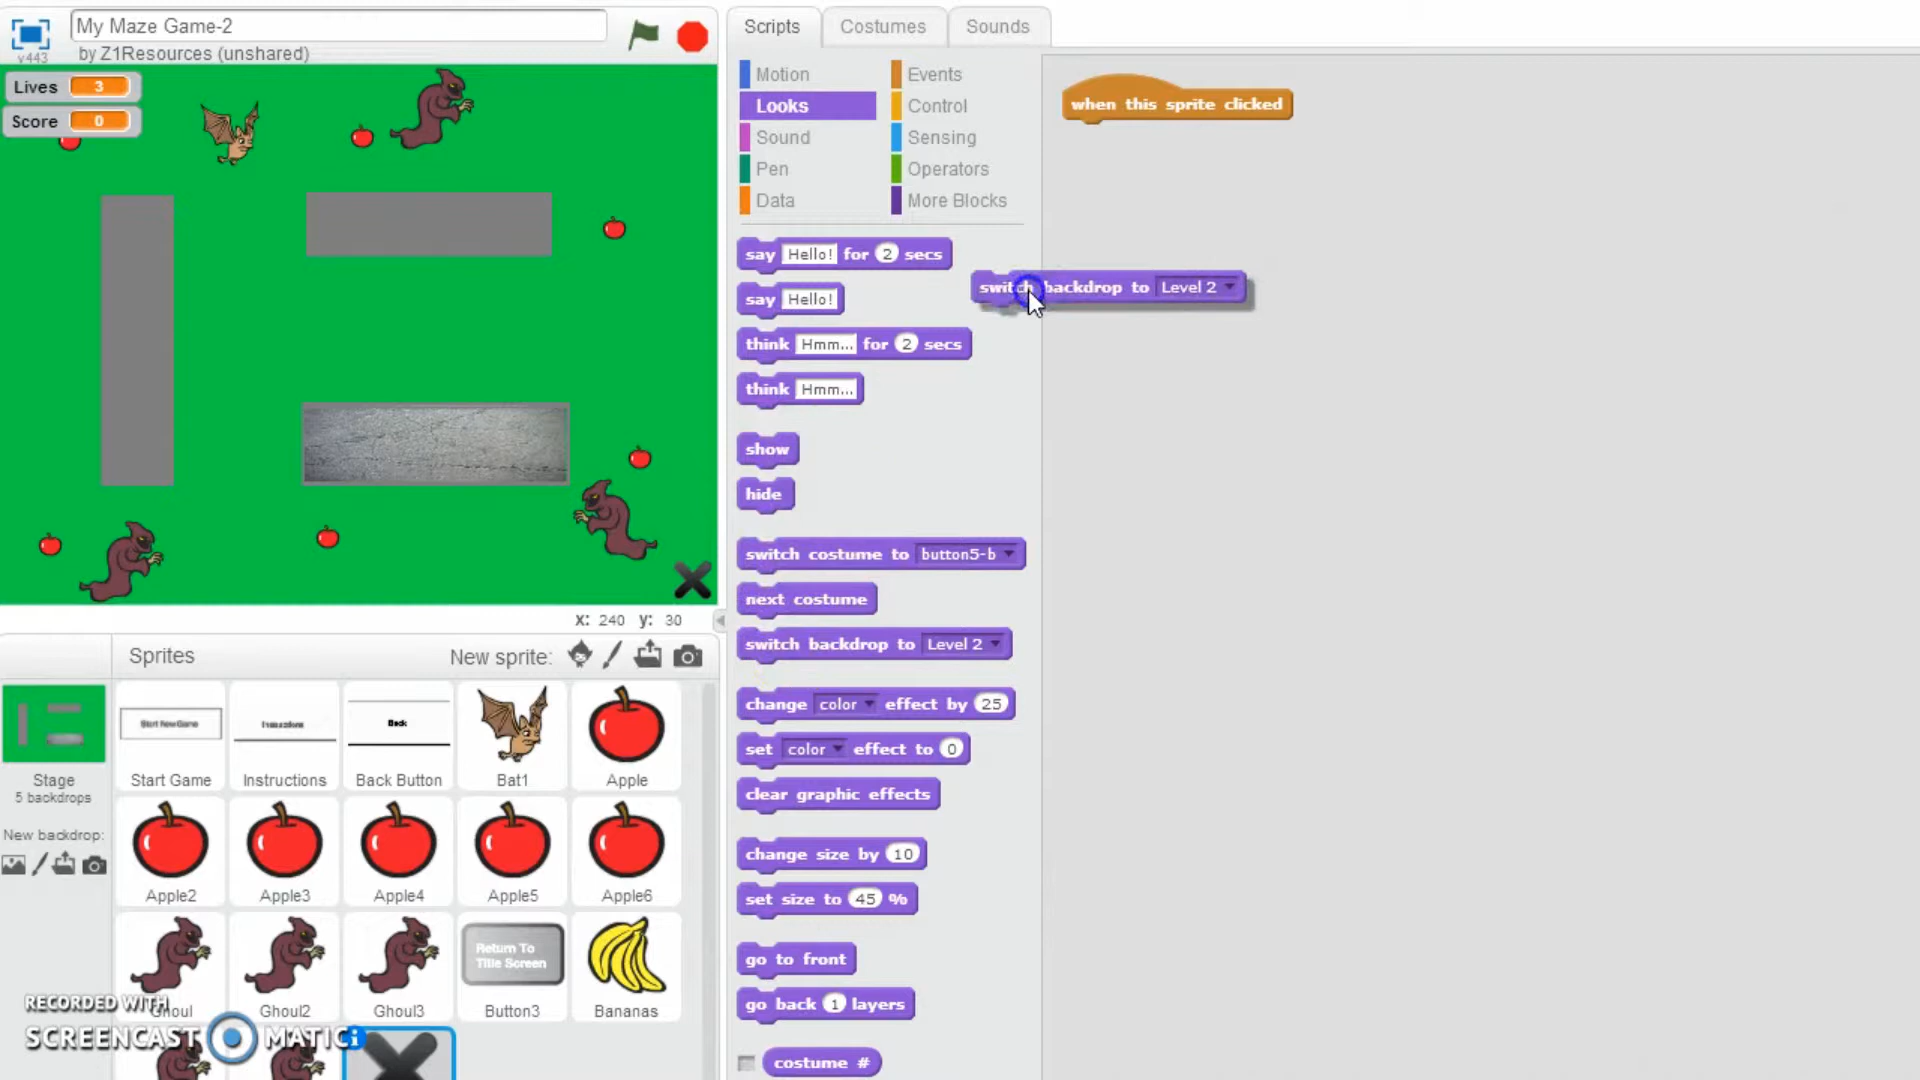 My Maze Game-2
by Z1Resources (unshared)
v443
Lives 3
Score 0
x: 240 y: 30
Sprites
New sprite:
Stage
5 backdrops
New backdrop:
Start New Game
Start Game
Instructions
Instructions
Back
Back Button
Bat1
Apple
Apple2
Apple3
Apple4
Apple5
Apple6
Ghoul
Ghoul2
Ghoul3
Return To
Title Screen
Button3
Bananas
RECORDED WITH
SCREENCAST MATIC
Scripts
Costumes
Sounds
Motion
Looks
Sound
Pen
Data
Events
Control
Sensing
Operators
More Blocks
say Hello! for 2 secs
say Hello!
think Hmm... for 2 secs
think Hmm...
show
hide
switch costume to button5-b
next costume
switch backdrop to Level 2
change color effect by 25
set color effect to 0
clear graphic effects
change size by 10
set size to 45 %
go to front
go back 1 layers
costume #
when this sprite clicked
switch backdrop to Level 2